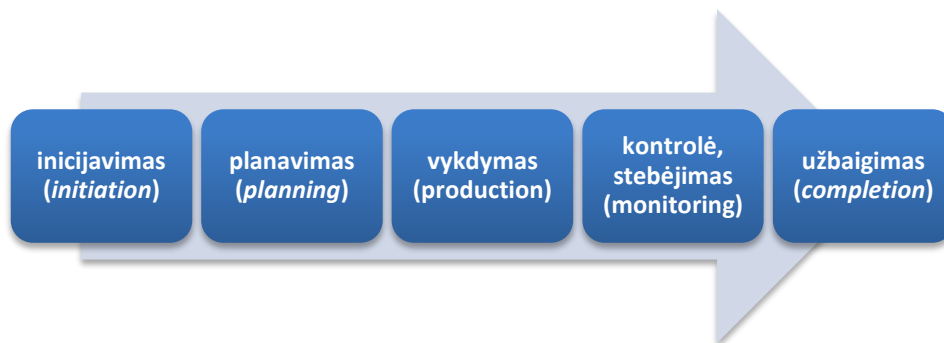 inicijavimas
(initiation)
planavimas
(planning)
vykdymas
(production)
kontrolė,
stebėjimas
(monitoring)
užbaigimas
(completion)